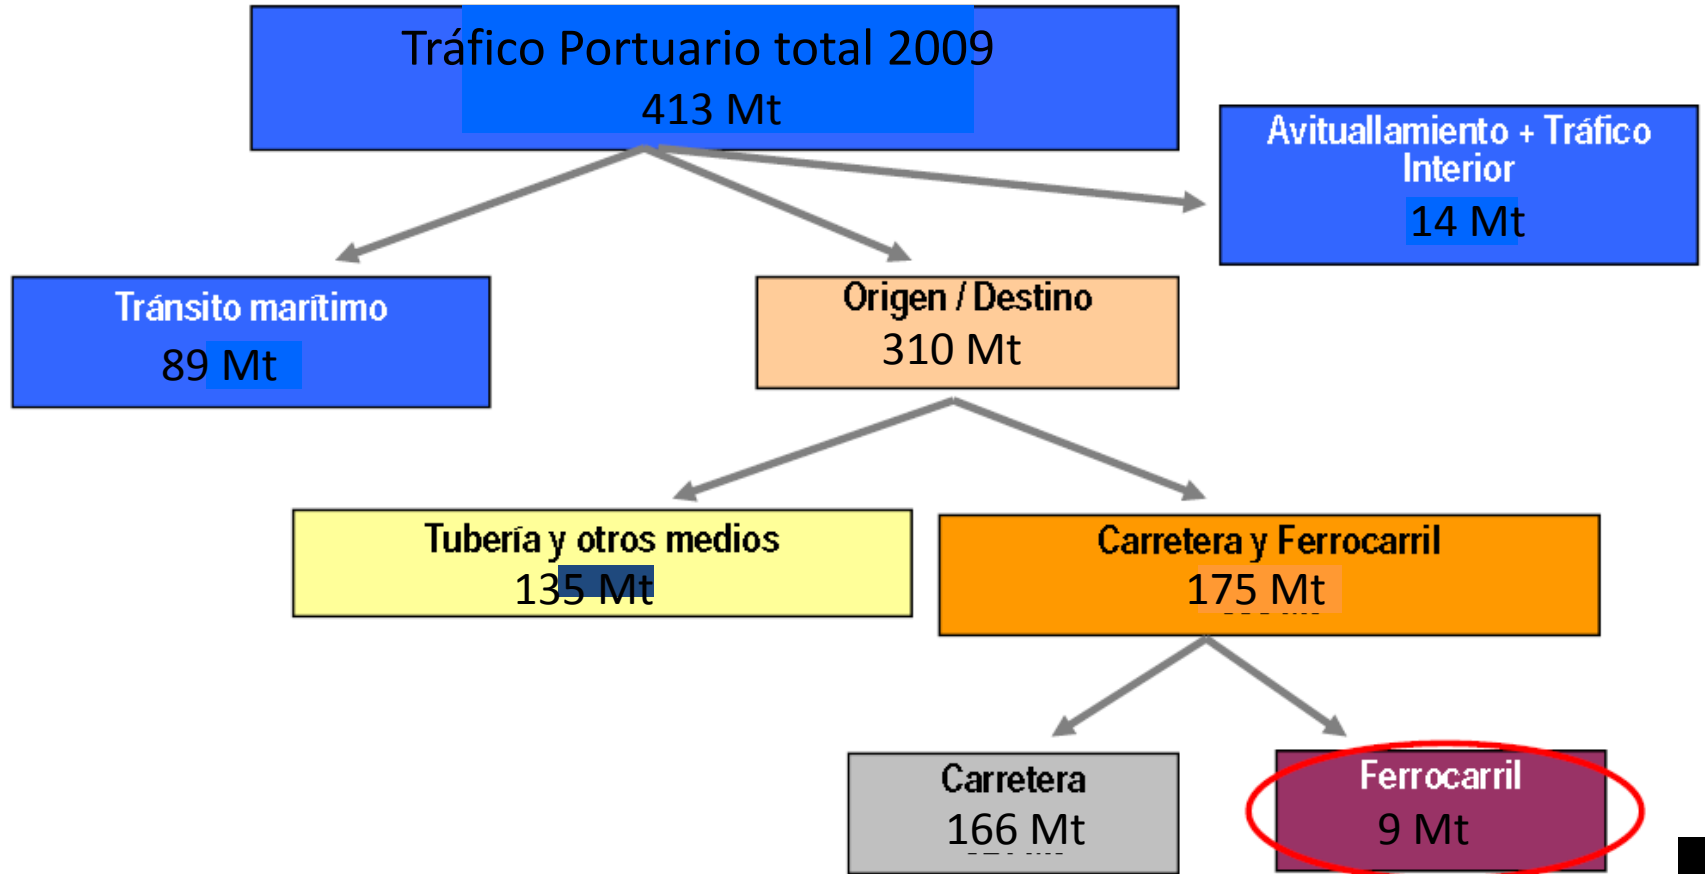 Tráfico Portuario total 2009
413 Mt
Avituallamiento + Tráfico
Interior
14 Mt
Tránsito marítimo
89 Mt
Origen / Destino
310 Mt
Tubería y otros medios
135 Mt
Carretera y Ferrocarril
175 Mt
Carretera
166 Mt
Ferrocarril
9 Mt